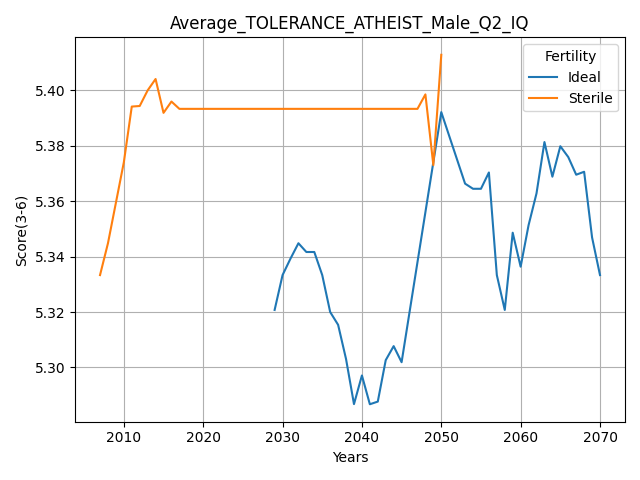 Average_TOLERANCE_ATHEIST_Male_Q2_IQ
Fertility
Ideal
Sterile
Score(3-6)
5.40
5.38
5.36
5.34
5.32
5.30
2010 2020 2030 2040 2050 2060 2070
Years